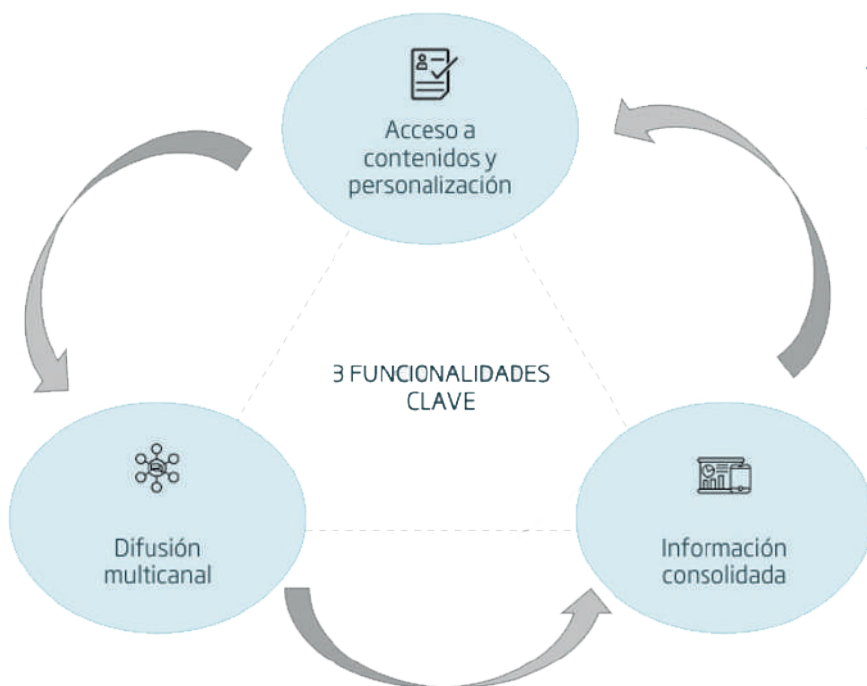 Acceso a
contenidos y
personalización
3 FUNCIONALIDADES
CLAVE
Difusión
multicanal
Información
consolidada